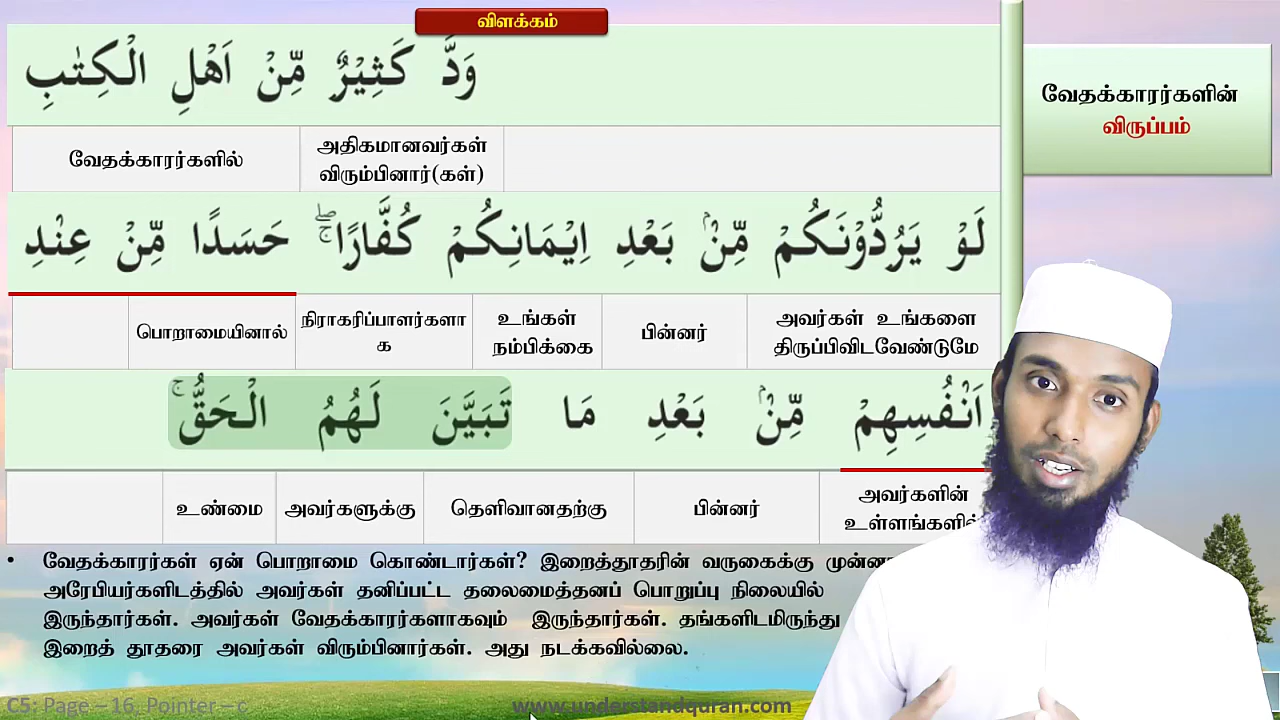 விளக்கம்
வேதக்காரர்களின்
விருப்பம்
وَدَّ كَثِيْرٌ مِّنْ اَهْلِ الْكِتٰبِ
அதிகமானவர்கள் விரும்பினார்(கள்)
வேதக்காரர்களில்
لَوْ يَرُدُّوْنَكُمْ مِّنْۢ بَعْدِ اِيْمَانِكُمْ كُفَّارًا ۖۚ حَسَدًا مِّنْ عِنْدِ
அவர்கள் உங்களை திருப்பிவிடவேண்டுமே
பின்னர்
உங்கள் நம்பிக்கை
நிராகரிப்பாளர்களாக
பொறாமையினால்
اَنْفُسِهِمْ مِّنْۢ بَعْدِ مَا تَبَيَّنَ لَهُمُ الْحَقُّ ۚ
அவர்களின்
பின்னர்
தெளிவானதற்கு
அவர்களுக்கு
உண்மை
• வேதக்காரர்கள் ஏன் பொறாமை கொண்டார்கள்? இறைத்தூதரின் வருகைக்கு
அரேபியர்களிடத்தில் அவர்கள் தனிப்பட்ட தலைமைத்தனப் பொறுப்பு நிலையில்
இருந்தார்கள். அவர்கள் வேதக்காரர்களாகவும் இருந்தார்கள். தங்களிடமிருந்து
இறைத் தூதரை அவர்கள் விரும்பினார்கள். அது நடக்கவில்லை.
C5: Page – 16, Pointer – c
www.understandquran.com